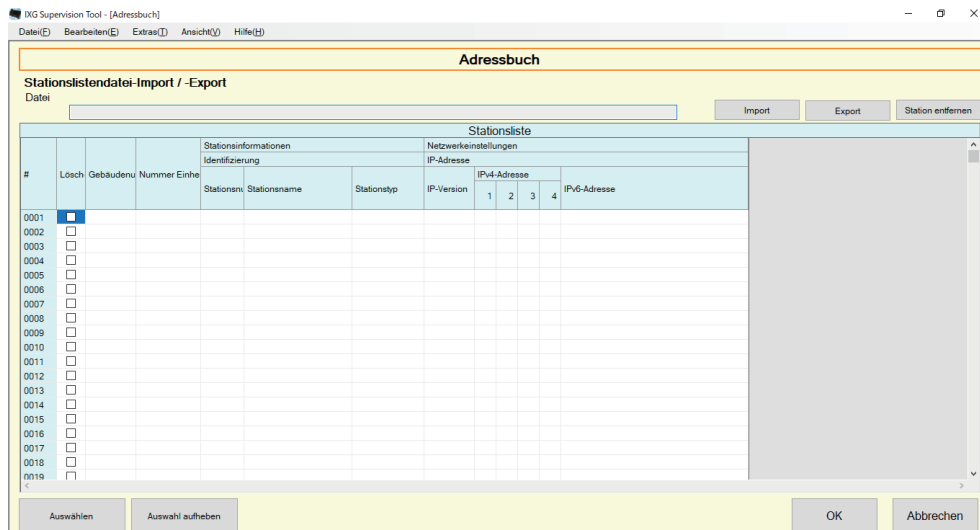 IXG Supervision Tool - [Adressbuch]
Datei(F) Bearbeiten(E) Extras(T) Ansicht(V) Hilfe(H)
Adressbuch
Stationslistendatei-Import / -Export
Datei
Import Export Station entfernen
Stationsliste
Stationsinformationen Netzwerkeinstellungen
Identifizierung IP-Adresse
# Lösch Gebäudenu Nummer Einhe Stationsnu Stationsname Stationstyp IP-Version IPv4-Adresse IPv6-Adresse
1 2 3 4
0001
0002
0003
0004
0005
0006
0007
0008
0009
0010
0011
0012
0013
0014
0015
0016
0017
0018
0019
Auswählen Auswahl aufheben OK Abbrechen